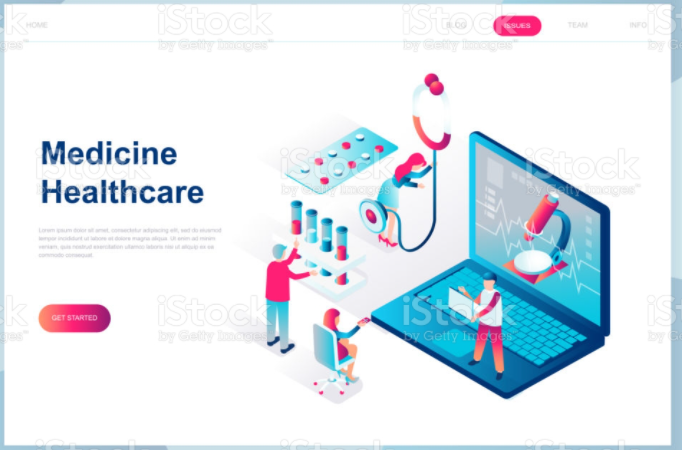 HOME
BLOG
ISSUES
TEAM
INFO
Medicine
Healthcare
Lorem ipsum dolor sit amet, consectetur adipiscing elit, sed do eiusmod
tempor incididunt ut labore et dolore magna aliqua. Ut enim ad minim
veniam, quis nostrud exercitation ullamco laboris nisi ut aliquip ex ea
commodo consequat.
GET STARTED
iStock
by Getty Images™